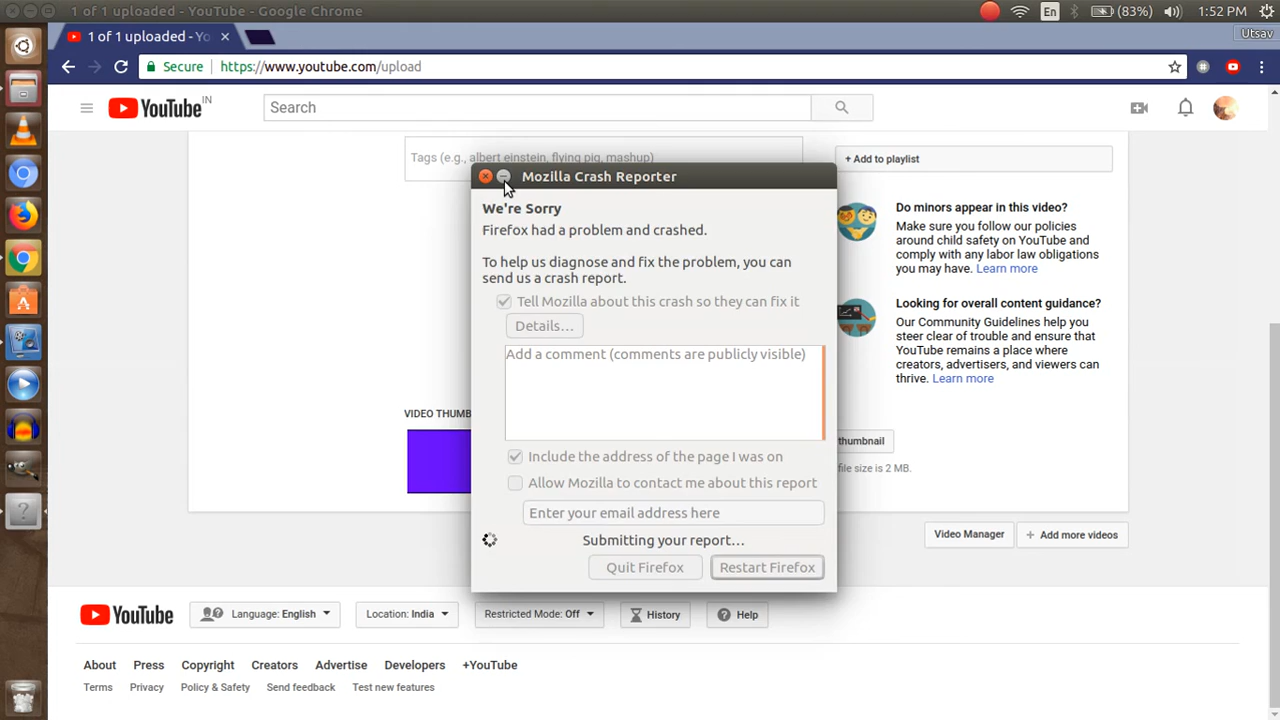 1 of 1 uploaded - YouTube - Google Chrome
En
(83%)
1:52 PM
1 of 1 uploaded - Yo
Utsav
Secure
https://www.youtube.com/upload
YouTube IN
Search
Tags (e.g., albert einstein, flying pig, mashup)
+ Add to playlist
Mozilla Crash Reporter
We're Sorry
Firefox had a problem and crashed.
To help us diagnose and fix the problem, you can
send us a crash report.
Tell Mozilla about this crash so they can fix it
Details…
Add a comment (comments are publicly visible)
Include the address of the page I was on
Allow Mozilla to contact me about this report
Enter your email address here
Submitting your report…
Quit Firefox
Restart Firefox
Do minors appear in this video?
Make sure you follow our policies
around child safety on YouTube and
comply with any labor law obligations
you may have. Learn more
Looking for overall content guidance?
Our Community Guidelines help you
steer clear of trouble and ensure that
YouTube remains a place where
creators, advertisers, and viewers can
thrive. Learn more
VIDEO THUMB
thumbnail
file size is 2 MB.
Video Manager
+ Add more videos
YouTube
Language: English
Location: India
Restricted Mode: Off
History
Help
About Press Copyright Creators Advertise Developers +YouTube
Terms Privacy Policy & Safety Send feedback Test new features